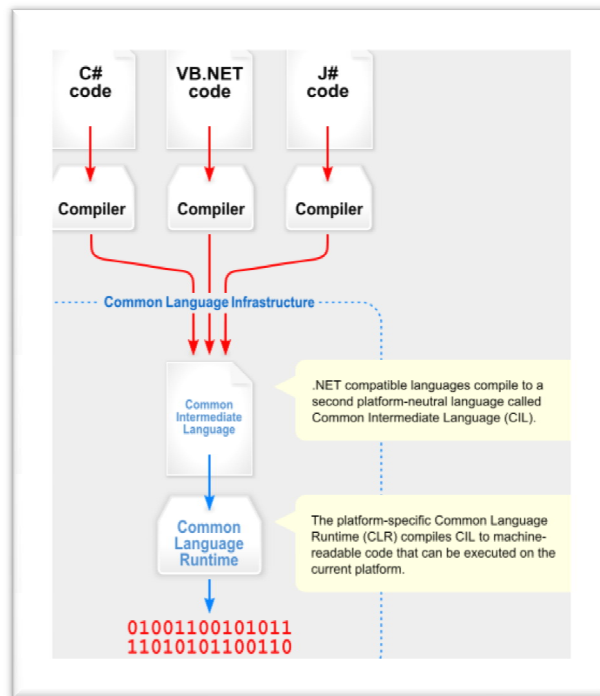 C#
code
VB.NET
code
J#
code
Compiler
Compiler
Compiler
Common Language Infrastructure
Common
Intermediate
Language
.NET compatible languages compile to a
second platform-neutral language called
Common Intermediate Language (CIL).
Common
Language
Runtime
The platform-specific Common Language
Runtime (CLR) compiles CIL to machine-
readable code that can be executed on the
current platform.
01001100101011
11010101100110